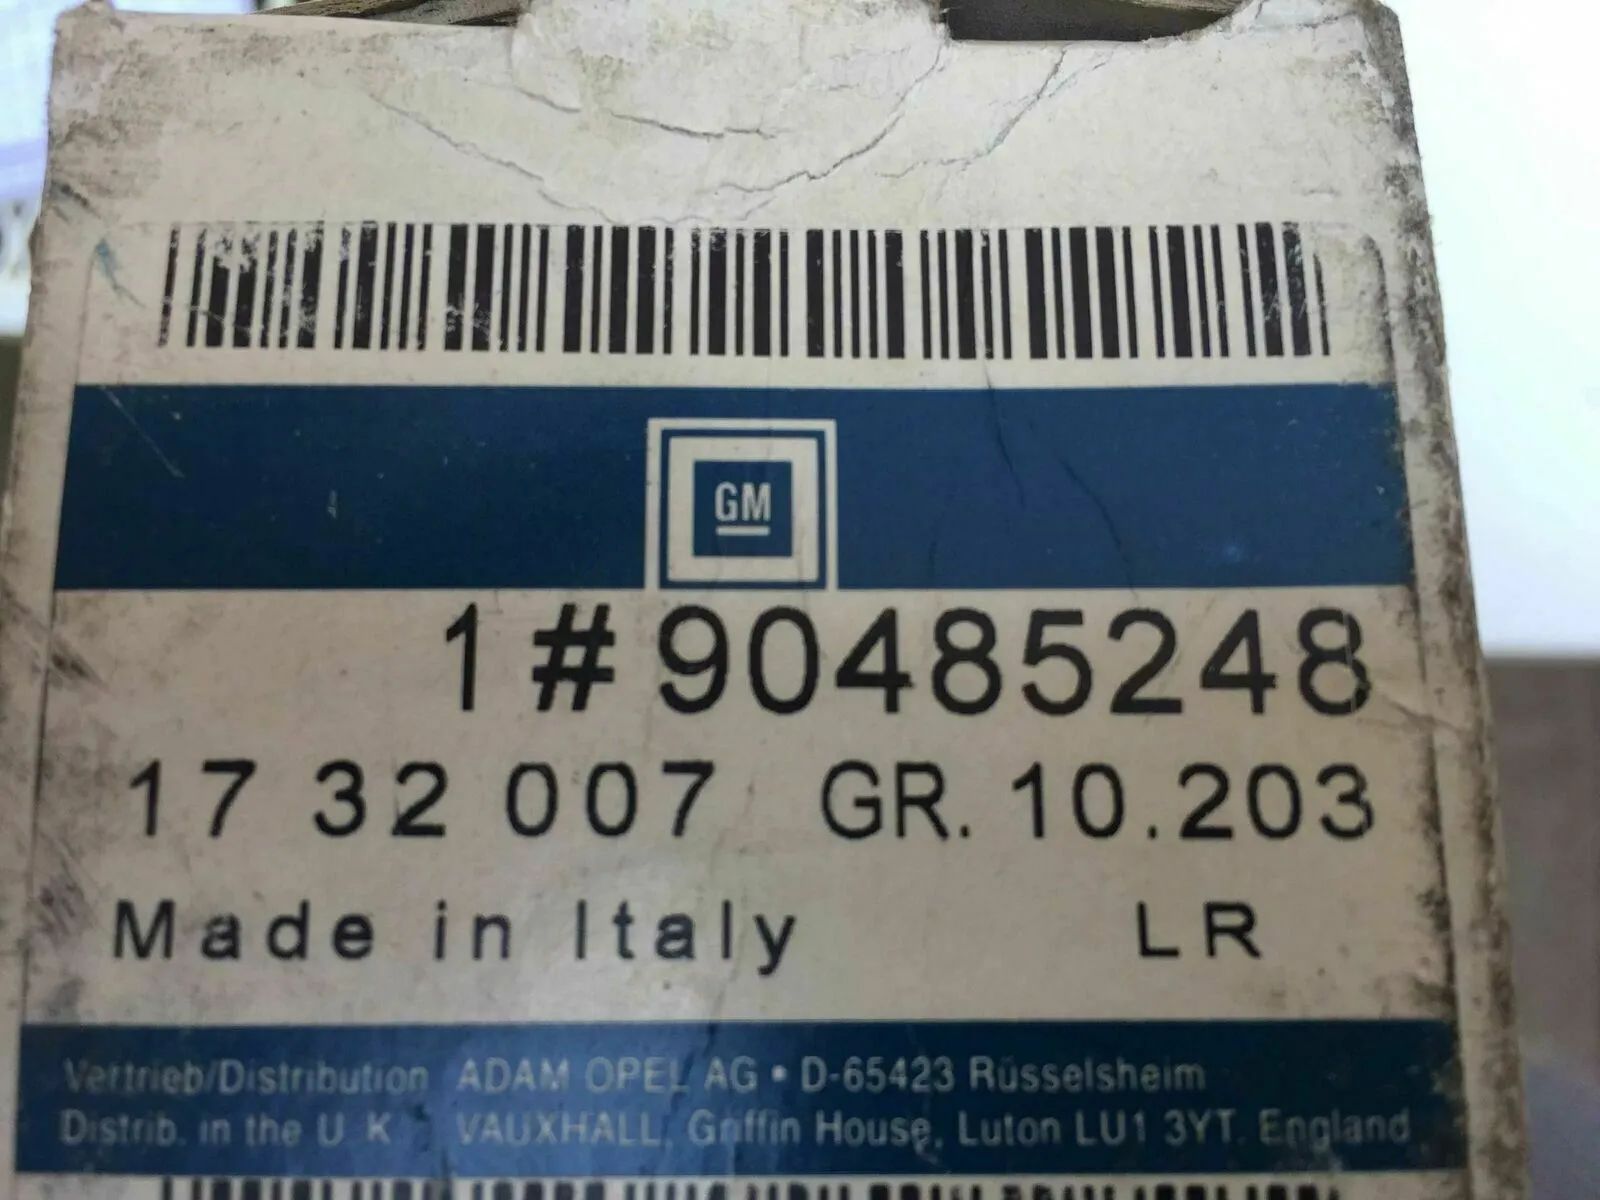 GM
1#90485248
17 32 007 GR. 10.203
Made in Italy LR
Vertrieb/Distribution ADAM OPEL AG • D-65423 Rüsselsheim
Distrib. in the U K VAUXHALL, Griffin House, Luton LU1 3YT. England